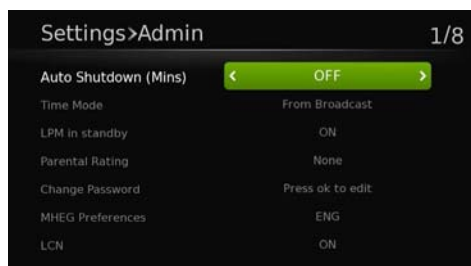 Settings>Admin 1/8
Auto Shutdown (Mins) < OFF >
Time Mode From Broadcast
LPM in standby ON
Parental Rating None
Change Password Press ok to edit
MHEG Preferences ENG
LCN ON